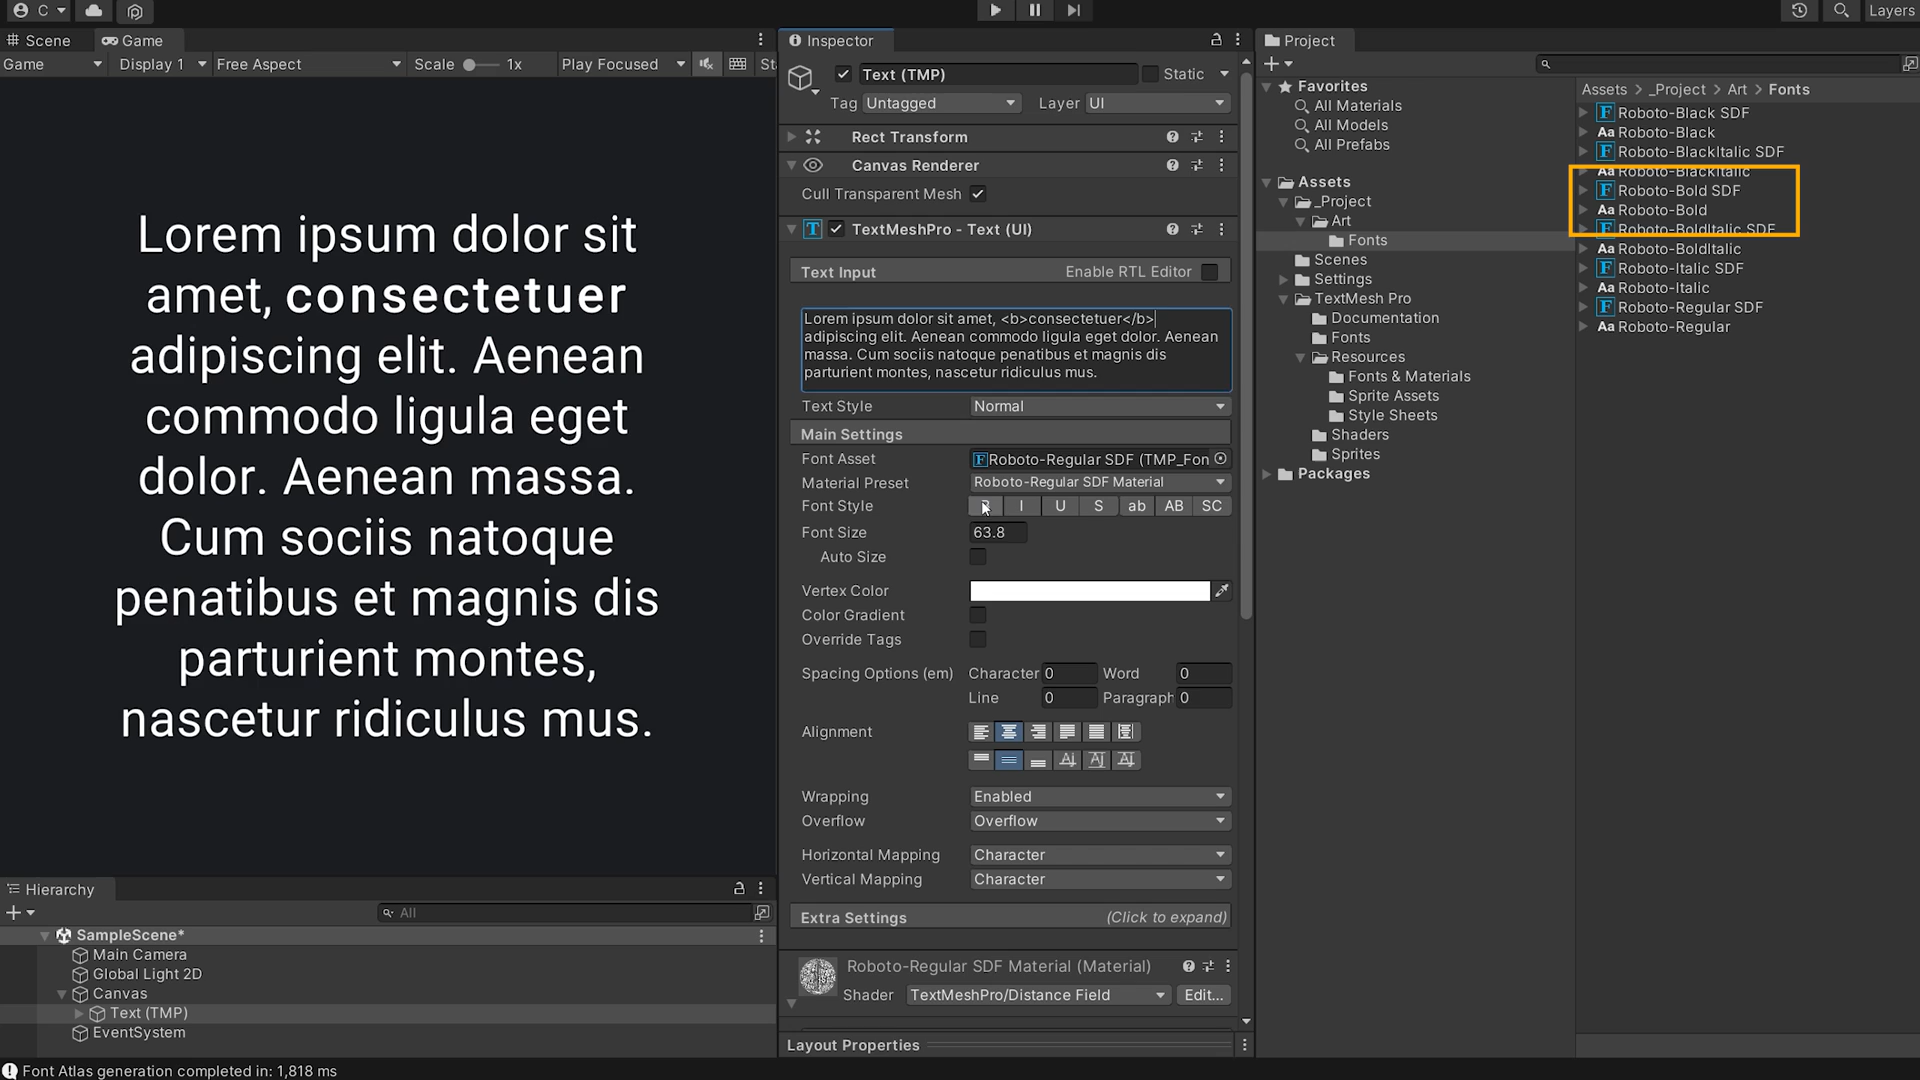 C
Layers
Scene
Game
Game
Display 1
Free Aspect
Scale
1x
Play Focused
St
Lorem ipsum dolor sit
amet, consectetuer
adipiscing elit. Aenean
commodo ligula eget
dolor. Aenean massa.
Cum sociis natoque
penatibus et magnis dis
parturient montes,
nascetur ridiculus mus.
Hierarchy
All
SampleScene*
Main Camera
Global Light 2D
Canvas
Text (TMP)
EventSystem
Font Atlas generation completed in: 1,818 ms
Inspector
Text (TMP)
Static
Tag Untagged
Layer UI
Rect Transform
Canvas Renderer
Cull Transparent Mesh
TextMeshPro - Text (UI)
Text Input
Enable RTL Editor
Lorem ipsum dolor sit amet, <b>consectetuer</b>
adipiscing elit. Aenean commodo ligula eget dolor. Aenean
massa. Cum sociis natoque penatibus et magnis dis
parturient montes, nascetur ridiculus mus.
Text Style Normal
Main Settings
Font Asset Roboto-Regular SDF (TMP_Fon
Material Preset Roboto-Regular SDF Material
Font Style I U S ab AB SC
Font Size 63.8
Auto Size
Vertex Color
Color Gradient
Override Tags
Spacing Options (em) Character 0 Word 0
Line 0 Paragraph 0
Alignment
Wrapping Enabled
Overflow Overflow
Horizontal Mapping Character
Vertical Mapping Character
Extra Settings (Click to expand)
Roboto-Regular SDF Material (Material)
Shader TextMeshPro/Distance Field Edit...
Layout Properties
Project
Favorites
All Materials
All Models
All Prefabs
Assets
_Project
Art
Fonts
Scenes
Settings
TextMesh Pro
Documentation
Fonts
Resources
Fonts & Materials
Sprite Assets
Style Sheets
Shaders
Sprites
Packages
Assets > _Project > Art > Fonts
Roboto-Black SDF
Aa Roboto-Black
Roboto-BlackItalic SDF
Aa Roboto-BlackItalic
Roboto-Bold SDF
Aa Roboto-Bold
Roboto-BoldItalic SDF
Aa Roboto-BoldItalic
Roboto-Italic SDF
Aa Roboto-Italic
Roboto-Regular SDF
Aa Roboto-Regular